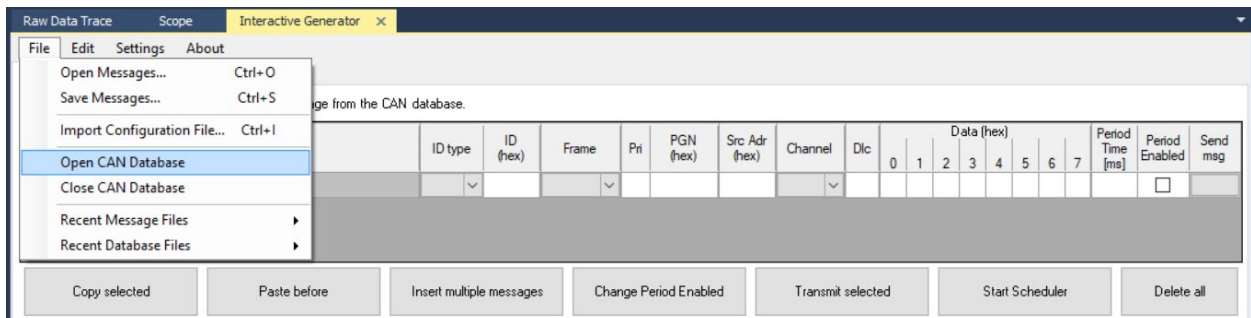 Raw Data Trace Scope Interactive Generator ×
File Edit Settings About
Open Messages... Ctrl+O
Save Messages... Ctrl+S
from the CAN database.
Import Configuration File... Ctrl+I
Open CAN Database
Close CAN Database
Recent Message Files
Recent Database Files
ID type ID (hex) Frame Pri PGN (hex) Src Adr (hex) Channel Dlc Data (hex) Period Time [ms] Period Enabled Send msg
0 1 2 3 4 5 6 7
Copy selected Paste before Insert multiple messages Change Period Enabled Transmit selected Start Scheduler Delete all